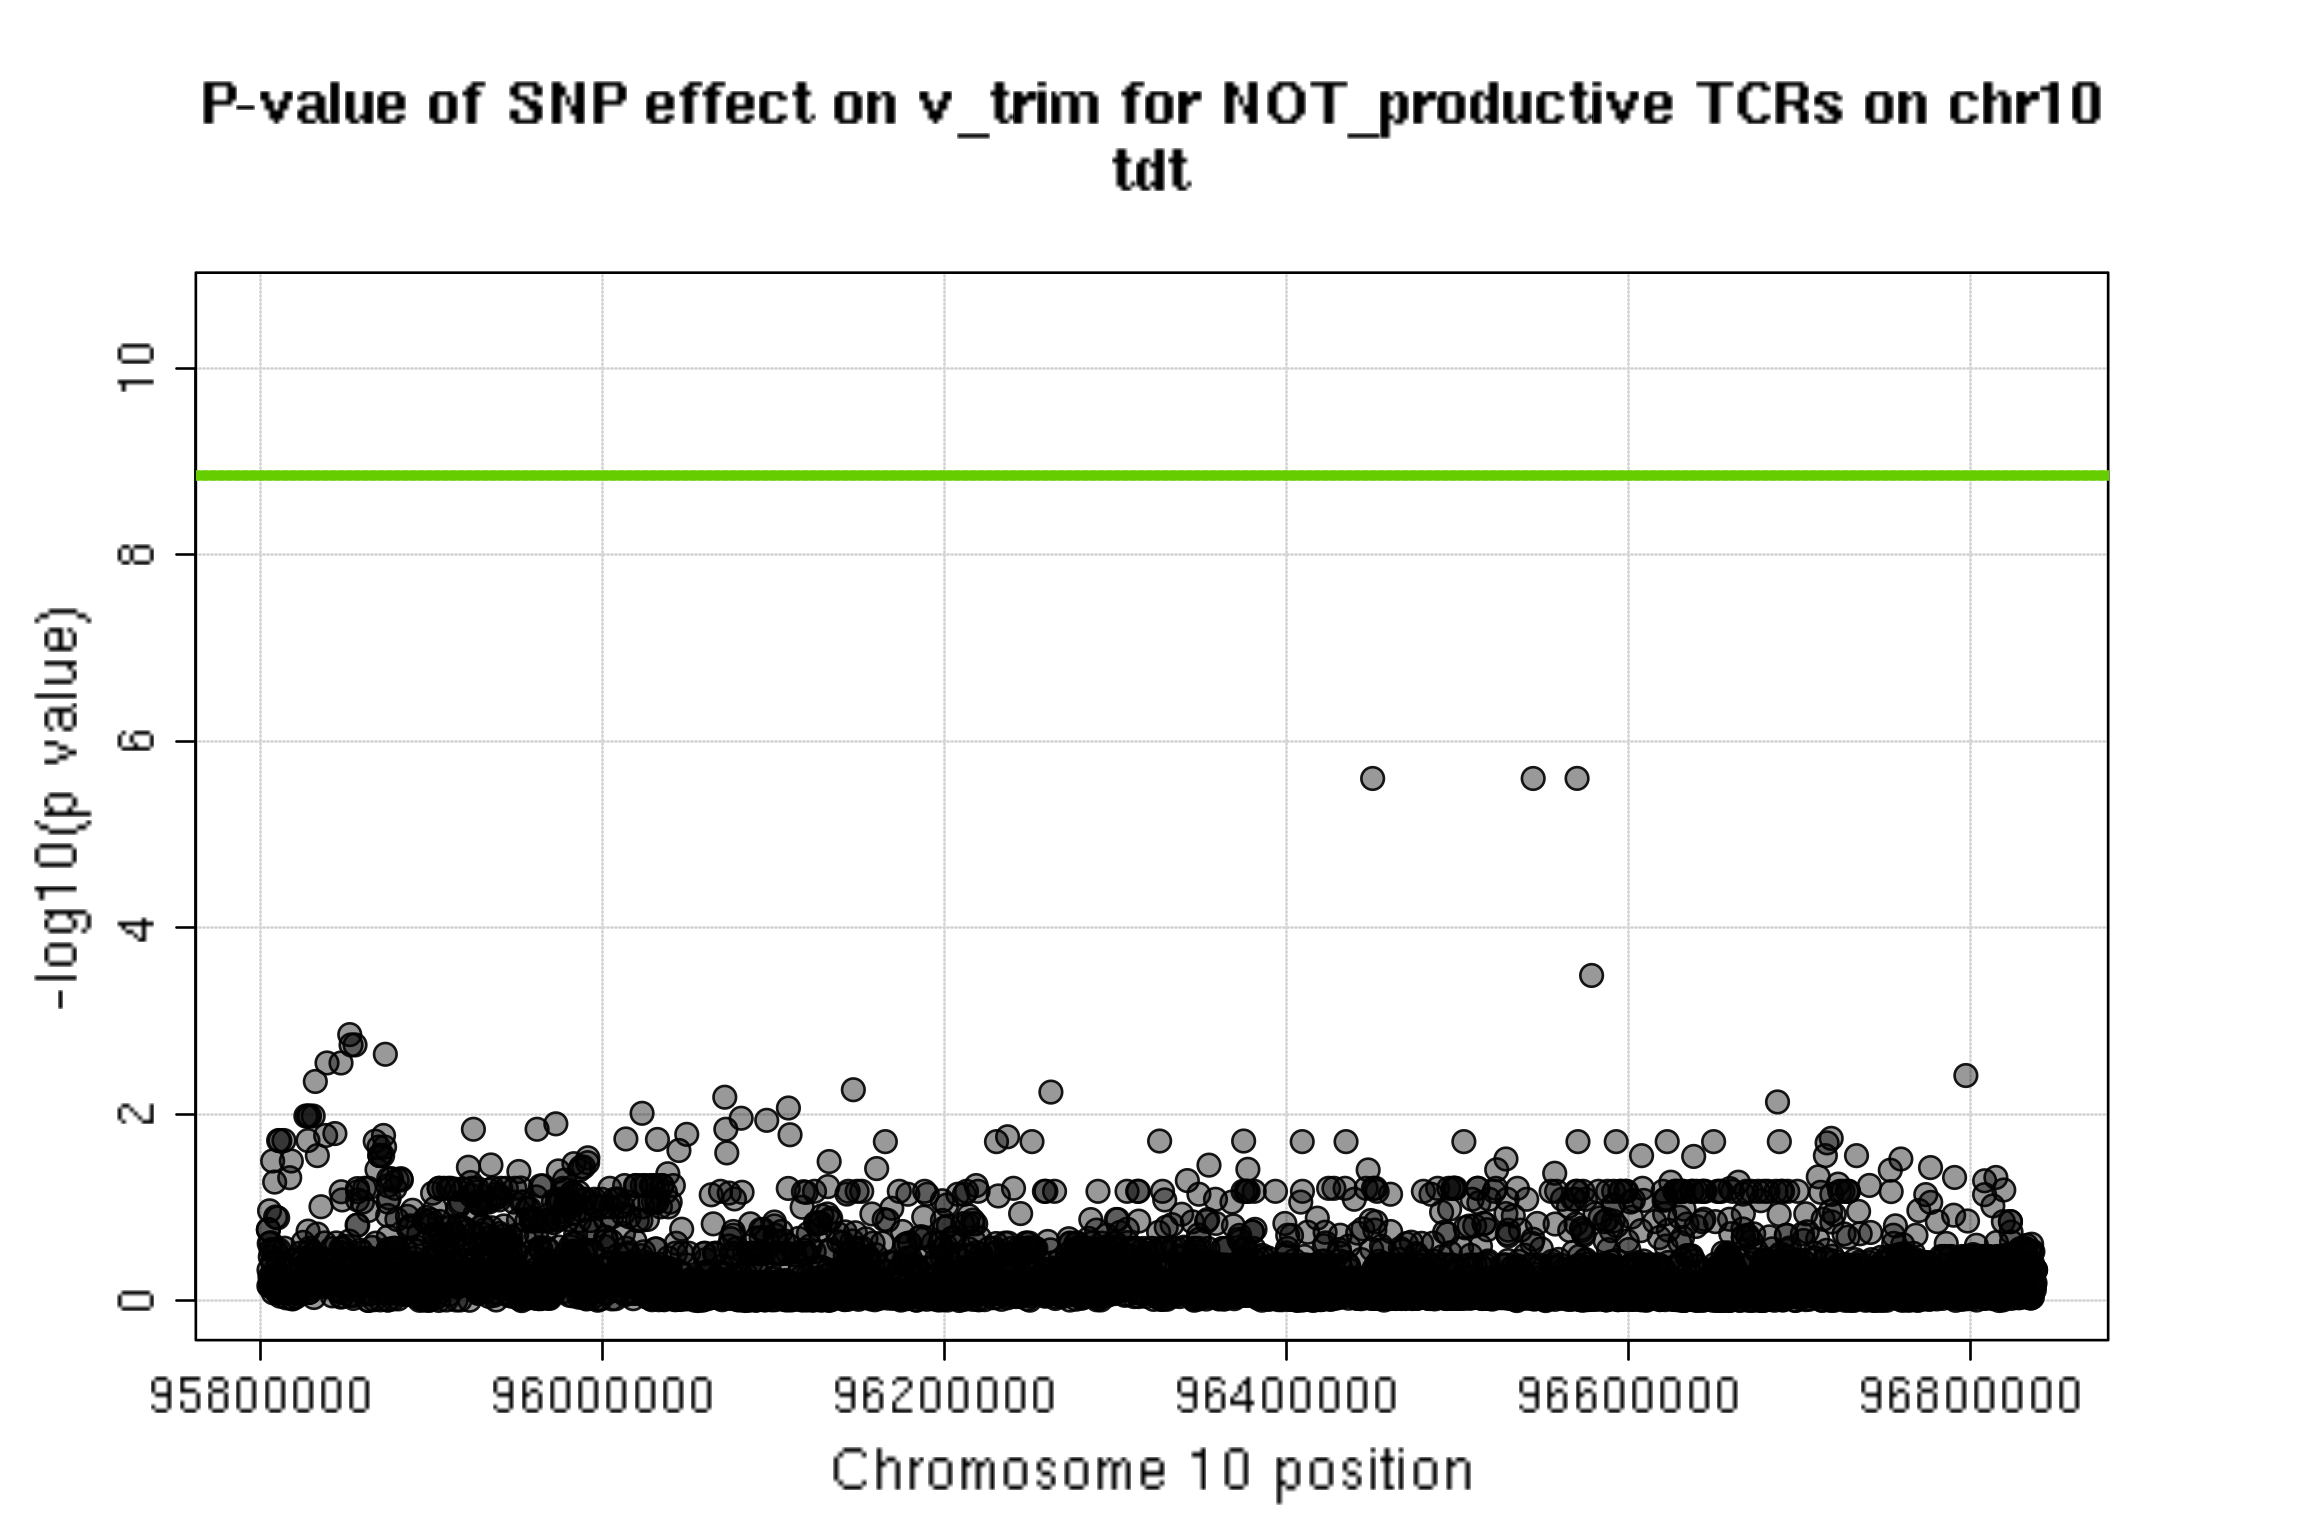 P-value of SNP effect on v_trim for NOT_productive TCRs on chr10
tdt
10
8
6
4
2
0
-log10(p value)
95800000 96000000 96200000 96400000 96600000 96800000
Chromosome 10 position